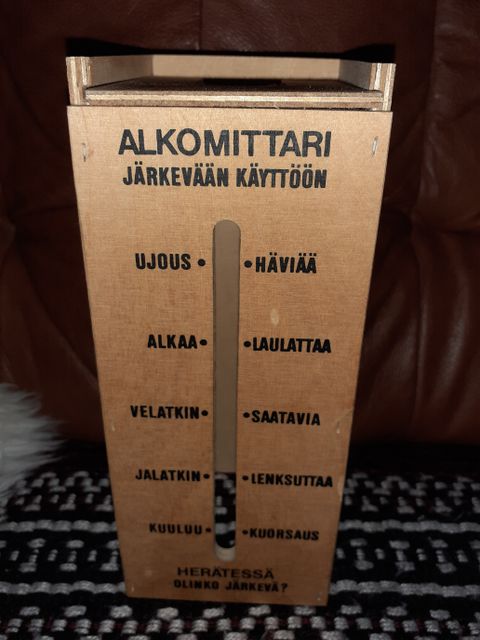 ALKOMITTARI
JÄRKEVÄÄN KÄYTTÖÖN
UJOUS • • HÄVIÄÄ
ALKAA • • LAULATTAA
VELATKIN • • SAATAVIA
JALATKIN • • LENKSUTTAA
KUULUU • • KUORSAUS
HERÄTESSÄ
OLINKO JÄRKEVÄ?